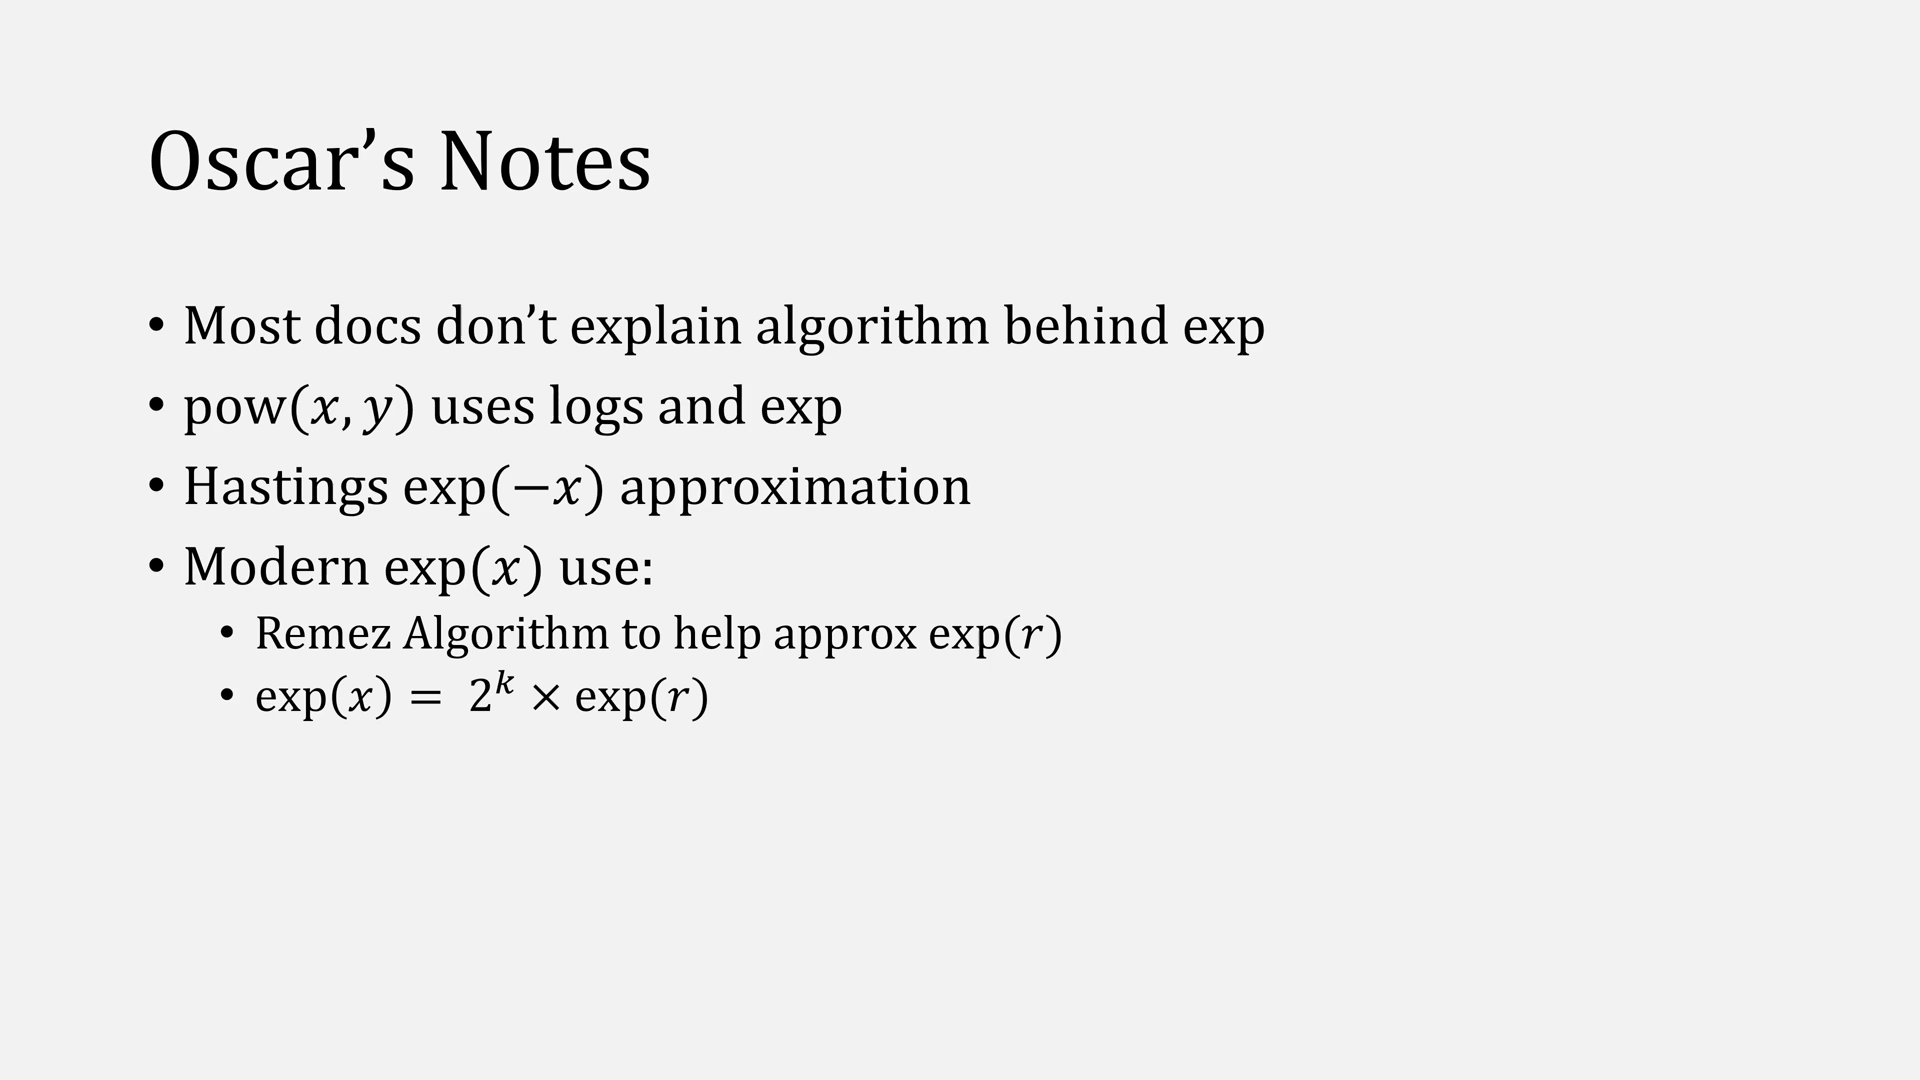 Oscar’s Notes
• Most docs don’t explain algorithm behind exp
• pow(𝑥, 𝑦) uses logs and exp
• Hastings exp(−𝑥) approximation
• Modern exp(𝑥) use:
• Remez Algorithm to help approx exp(𝑟)
• exp(𝑥) = 2ᵏ × exp(𝑟)